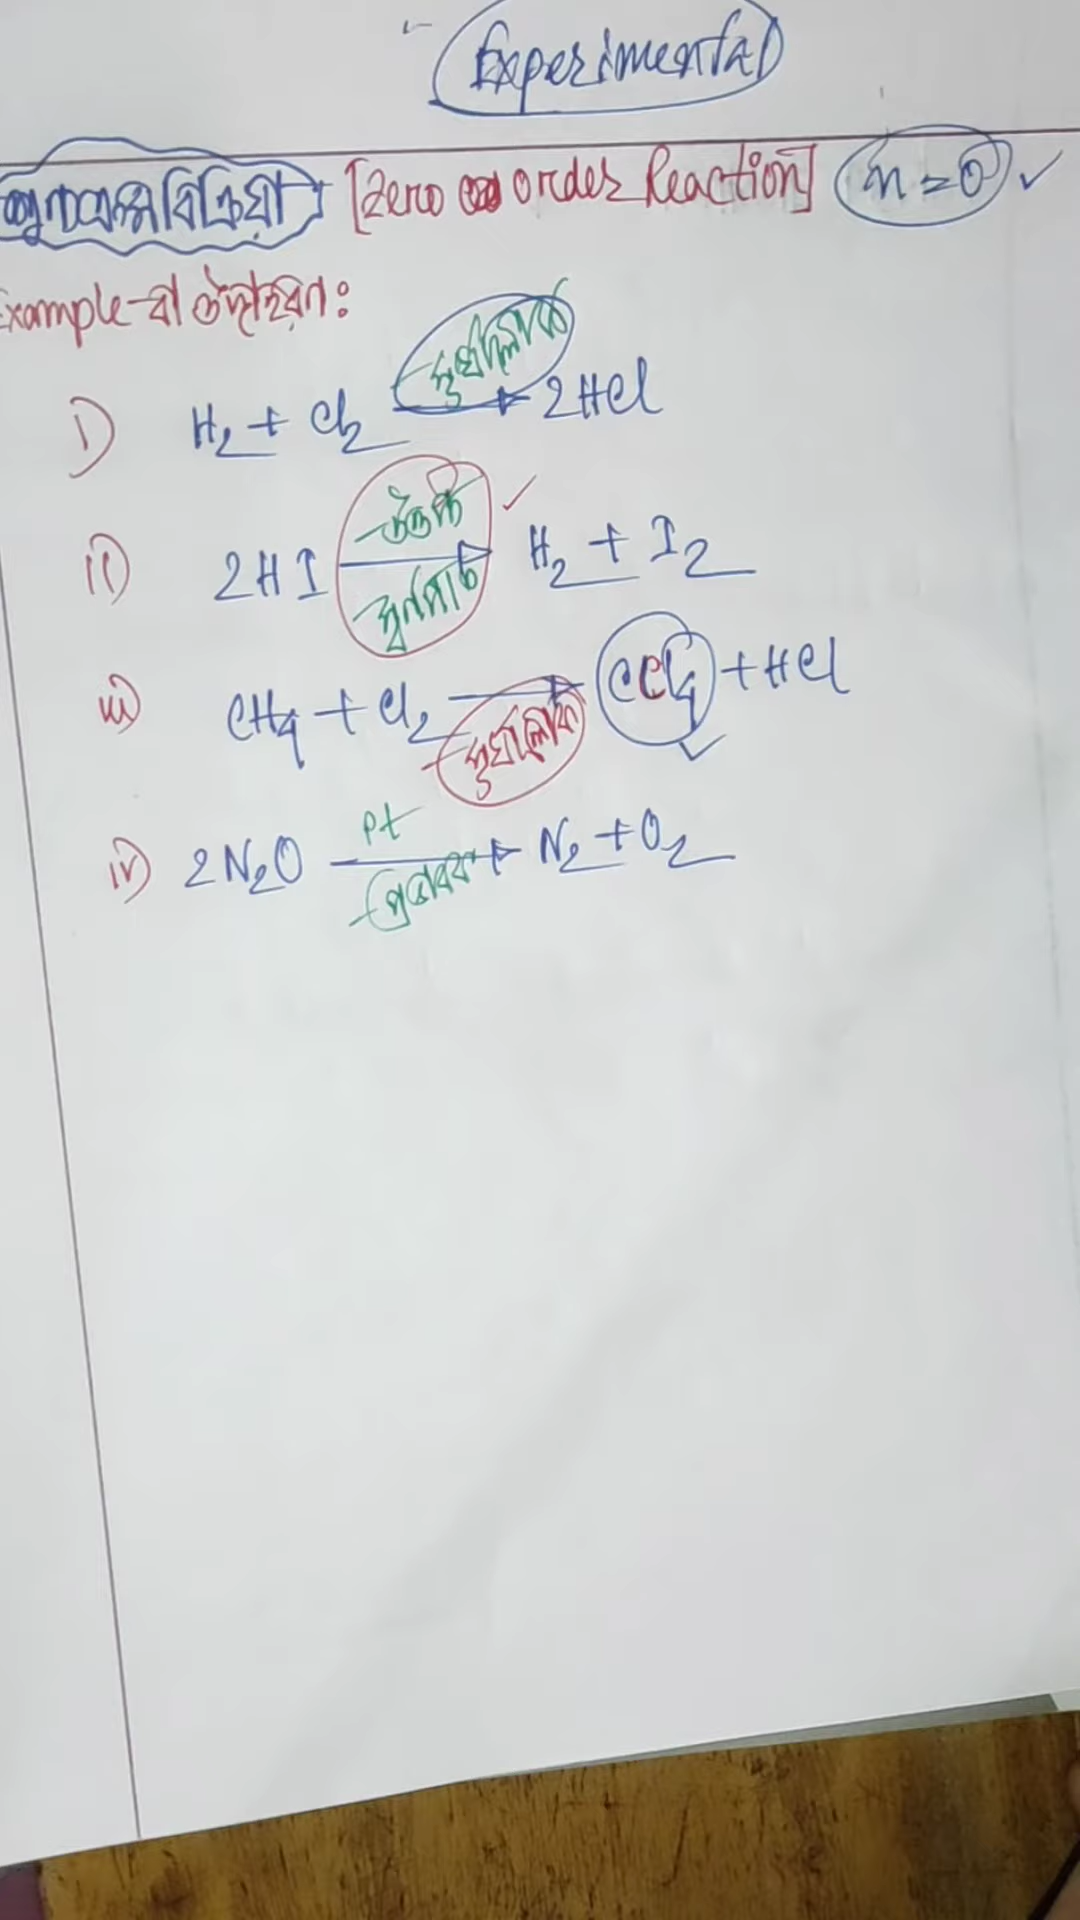 Experimental
শূন্যক্রম বিক্রিয়া [Zero order Reaction] n = 0
Example-বা উদাহরণ:
i) H₂ + Cl₂ সূর্যালোক 2HCl
ii) 2HI উত্তপ্ত স্বর্ণপাত H₂ + I₂
iii) CH₄ + Cl₂ সূর্যালোক CCl₄ + HCl
iv) 2N₂O Pt প্রভাবক N₂ + O₂